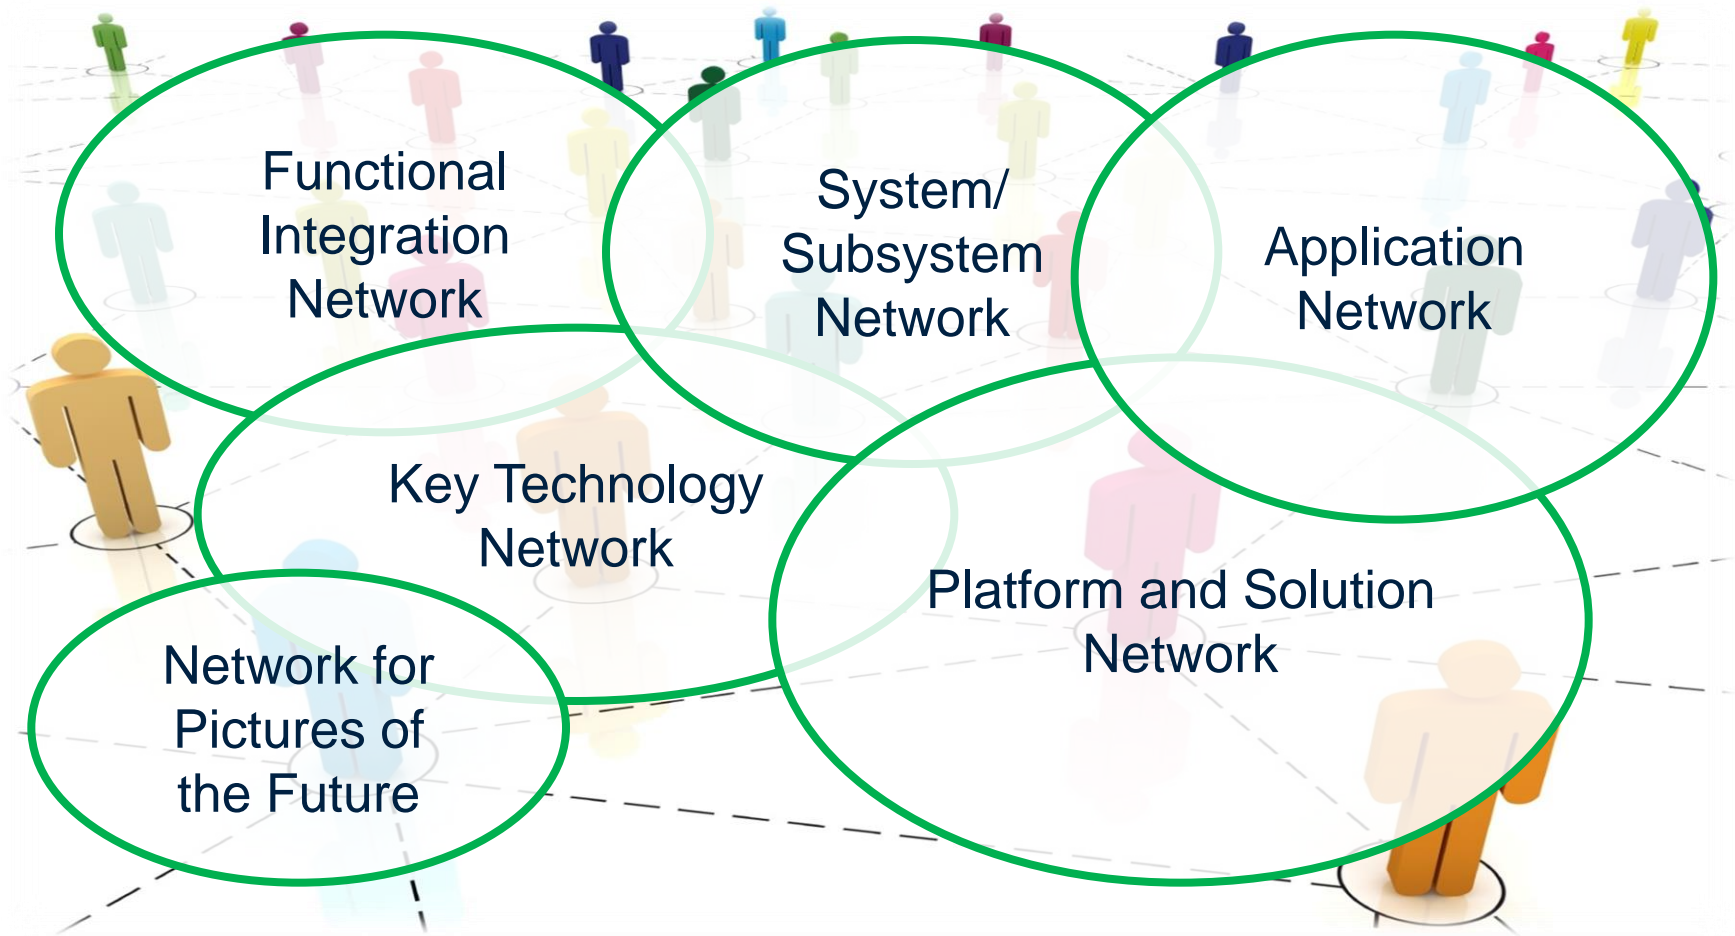 Functional
Integration
Network
System/
Subsystem
Network
Application
Network
Key Technology
Network
Platform and Solution
Network
Network for
Pictures of
the Future